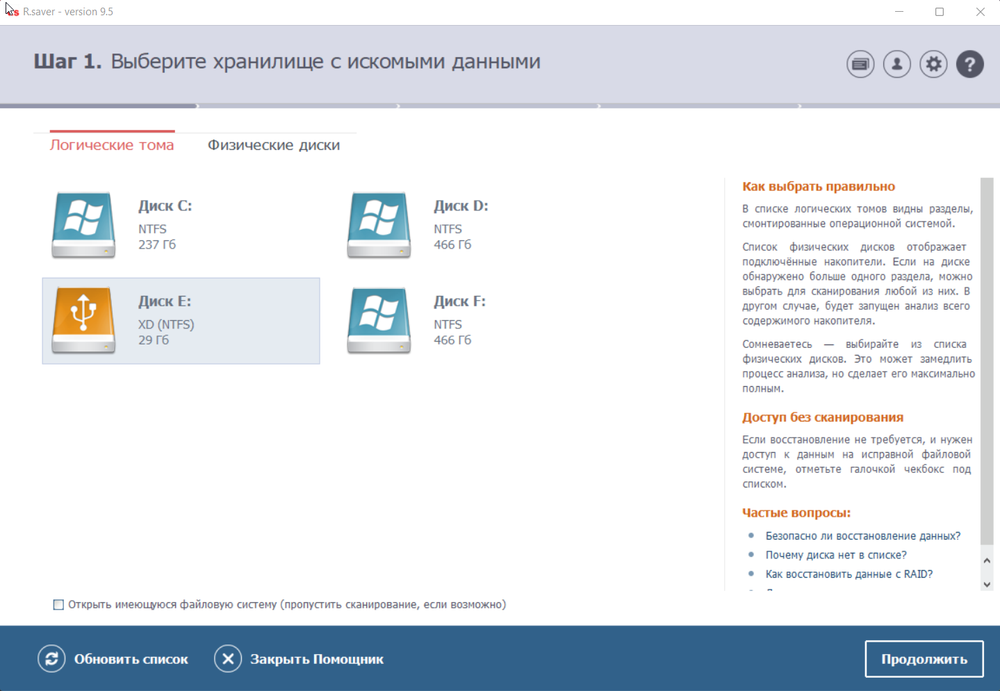 R.saver - version 9.5
Шаг 1. Выберите хранилище с искомыми данными
Логические тома
Физические диски
Диск C:
NTFS
237 Гб
Диск D:
NTFS
466 Гб
Диск E:
XD (NTFS)
29 Гб
Диск F:
NTFS
466 Гб
Как выбрать правильно
В списке логических томов видны разделы,
смонтированные операционной системой.
Список физических дисков отображает
подключённые накопители. Если на диске
обнаружено больше одного раздела, можно
выбрать для сканирования любой из них. В
другом случае, будет запущен анализ всего
содержимого накопителя.
Сомневаетесь — выбирайте из списка
физических дисков. Это может замедлить
процесс анализа, но сделает его максимально
полным.
Доступ без сканирования
Если восстановление не требуется, и нужен
доступ к данным на исправной файловой
системе, отметьте галочкой чекбокс под
списком.
Частые вопросы:
Безопасно ли восстановление данных?
Почему диска нет в списке?
Как восстановить данные с RAID?
Открыть имеющуюся файловую систему (пропустить сканирование, если возможно)
Обновить список
Закрыть Помощник
Продолжить